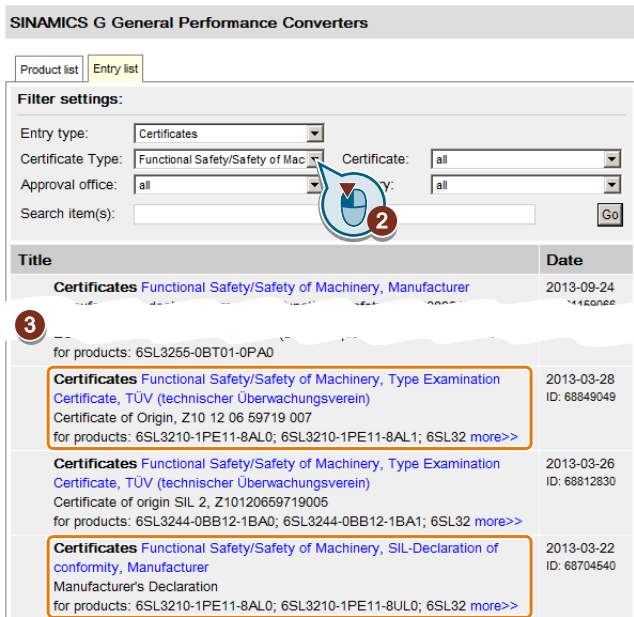 SINAMICS G General Performance Converters
Product list Entry list
Filter settings:
Entry type: Certificates
Certificate Type: Functional Safety/Safety of Mac Certificate: all
Approval office: all all
Search item(s): Go
2
Title Date
Certificates Functional Safety/Safety of Machinery, Manufacturer 2013-09-24
3
for products: 6SL3255-0BT01-0PA0
Certificates Functional Safety/Safety of Machinery, Type Examination 2013-03-28
Certificate, TÜV (technischer Überwachungsverein) ID: 68849049
Certificate of Origin, Z10 12 06 59719 007
for products: 6SL3210-1PE11-8AL0; 6SL3210-1PE11-8AL1; 6SL32 more>>
Certificates Functional Safety/Safety of Machinery, Type Examination 2013-03-26
Certificate, TÜV (technischer Überwachungsverein) ID: 68812830
Certificate of origin SIL 2, Z10120659719005
for products: 6SL3244-0BB12-1BA0; 6SL3244-0BB12-1BA1; 6SL32 more>>
Certificates Functional Safety/Safety of Machinery, SIL-Declaration of 2013-03-22
conformity, Manufacturer ID: 68704540
Manufacturer's Declaration
for products: 6SL3210-1PE11-8AL0; 6SL3210-1PE11-8UL0; 6SL32 more>>